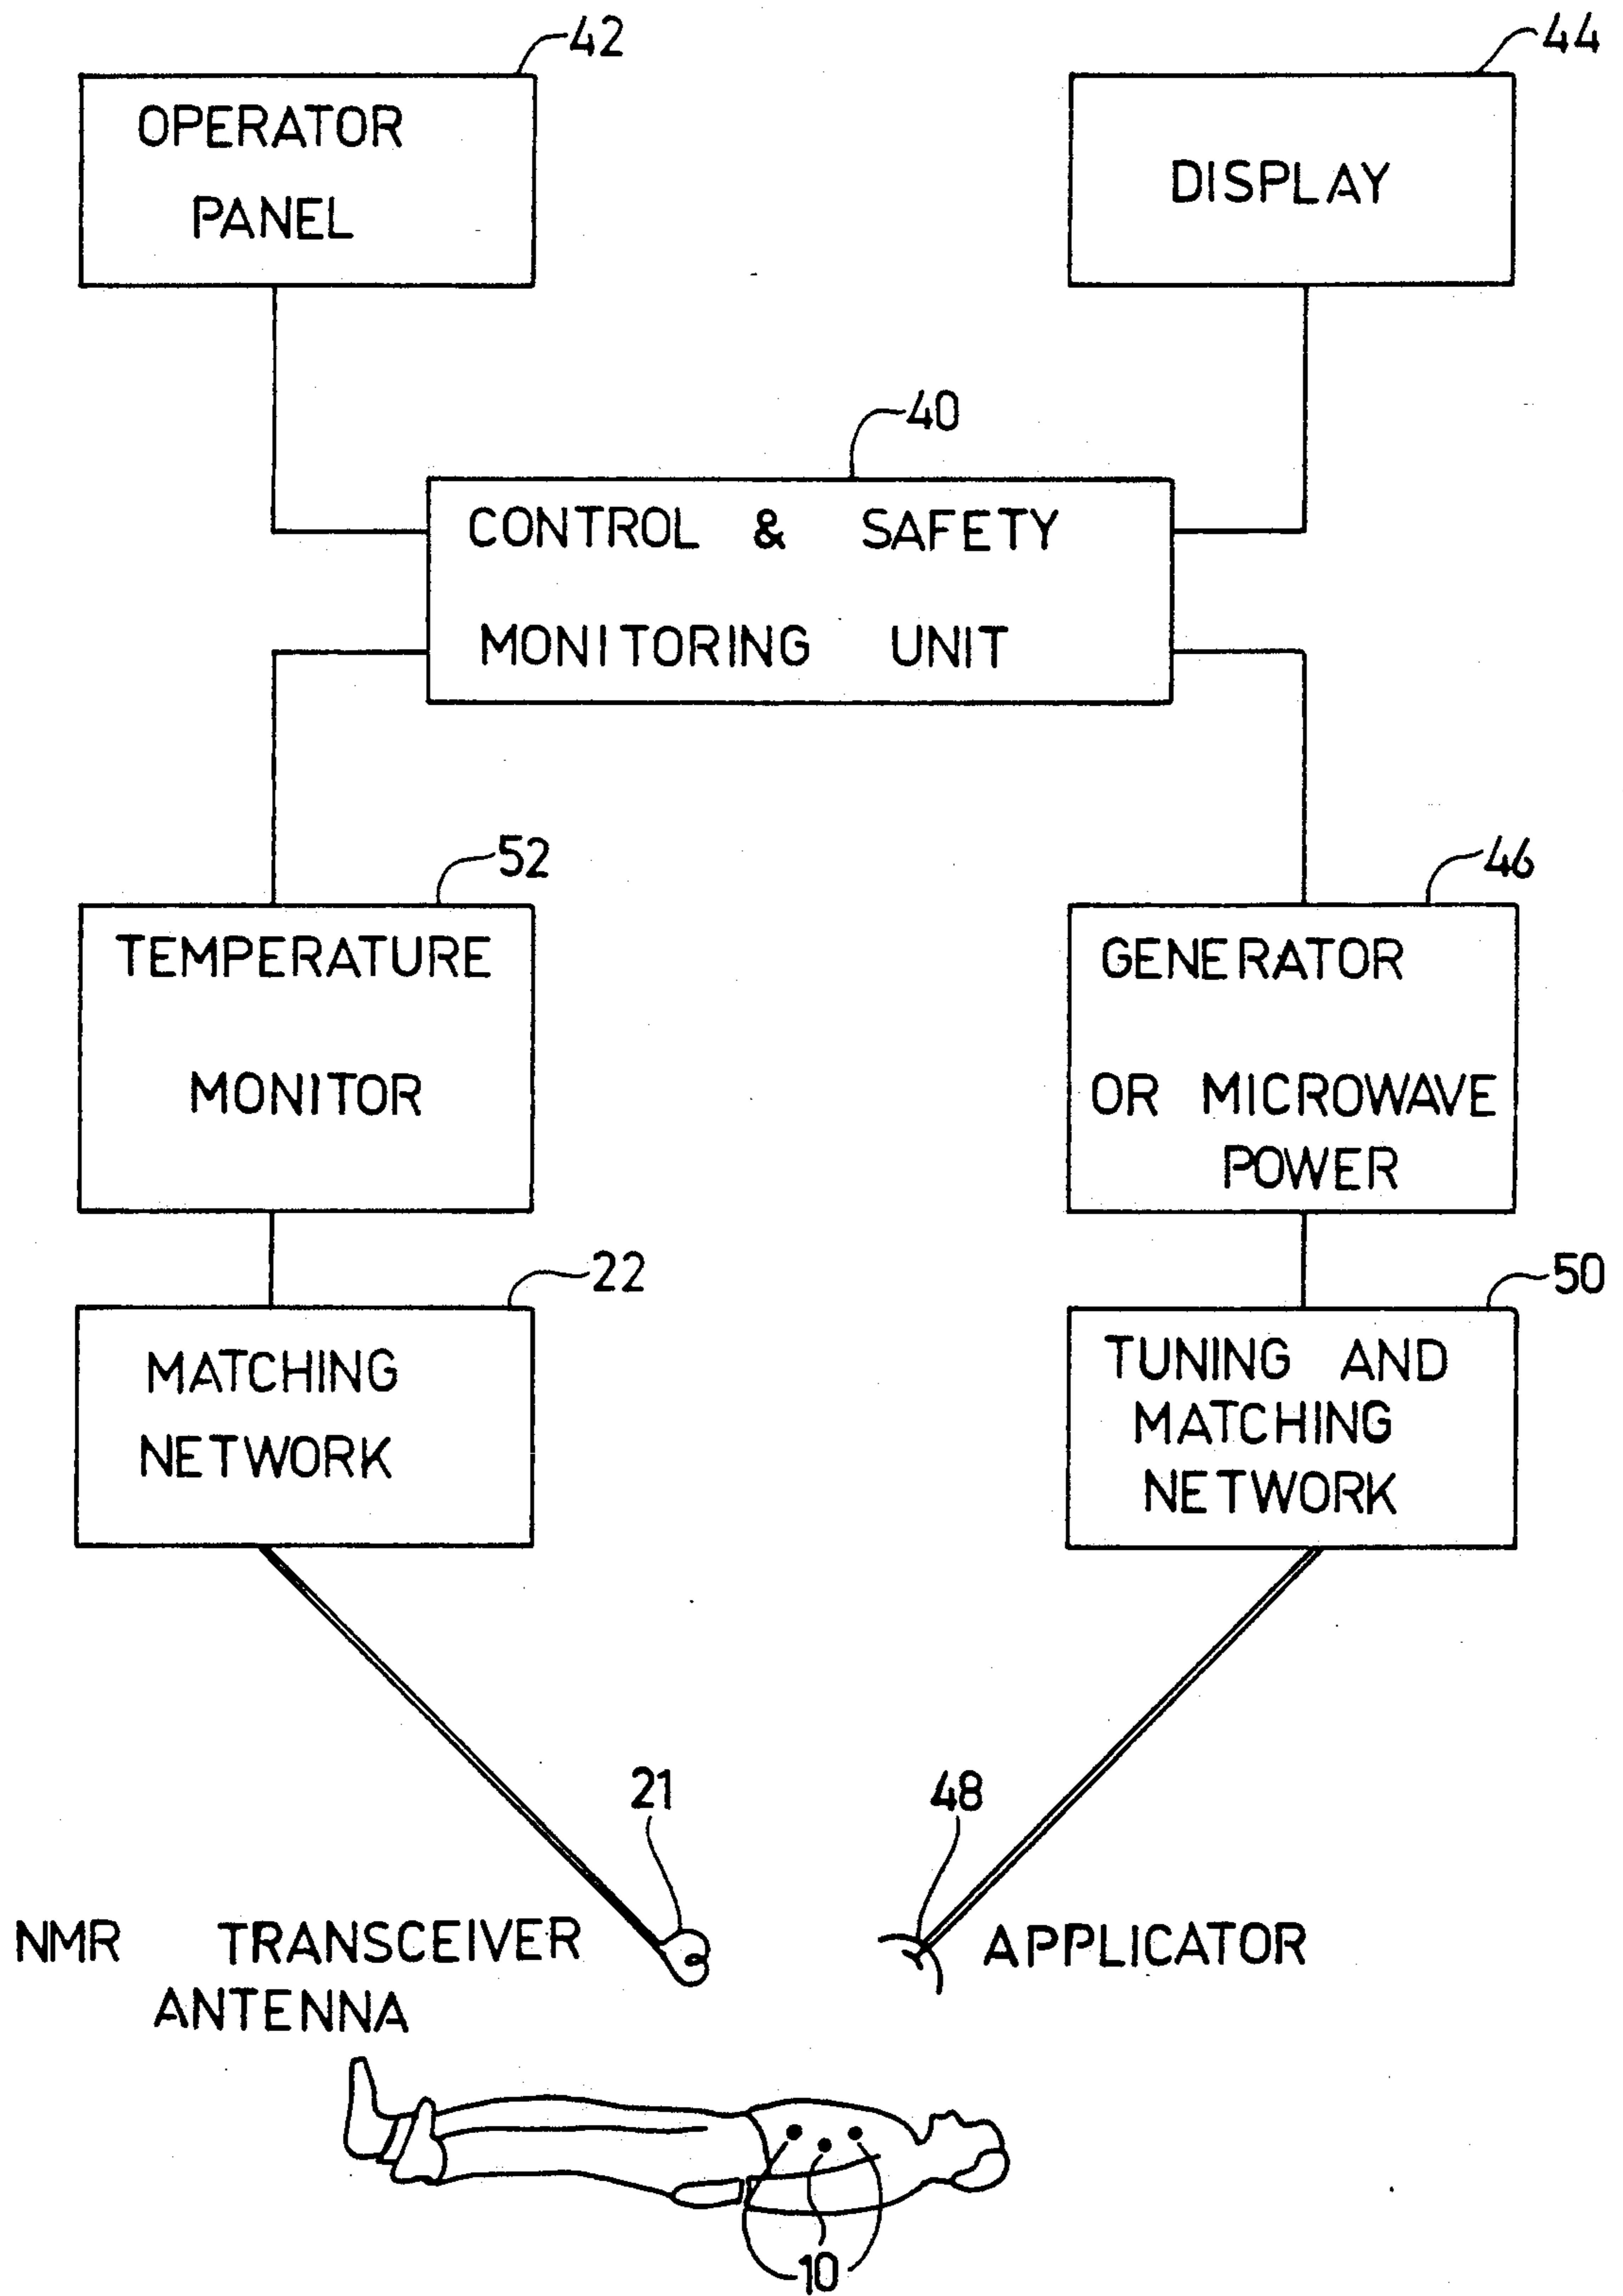 42
44
OPERATOR
PANEL
DISPLAY
40
CONTROL & SAFETY
MONITORING UNIT
52
46
TEMPERATURE
MONITOR
GENERATOR
OR MICROWAVE
POWER
22
50
MATCHING
NETWORK
TUNING AND
MATCHING
NETWORK
21
48
NMR TRANSCEIVER
ANTENNA
APPLICATOR
10